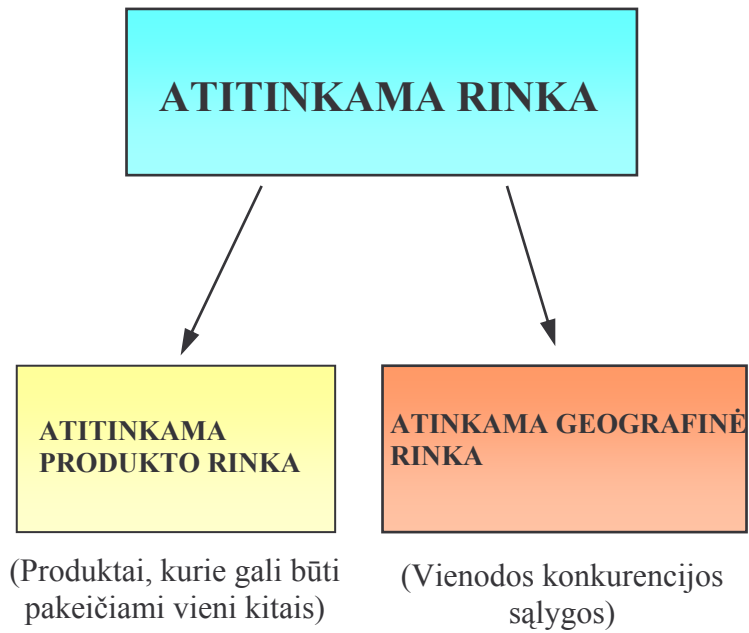 ATITINKAMA RINKA
ATITINKAMA
PRODUKTO RINKA
ATINKAMA GEOGRAFINĖ
RINKA
(Produktai, kurie gali būti
pakeičiami vieni kitais)
(Vienodos konkurencijos
sąlygos)